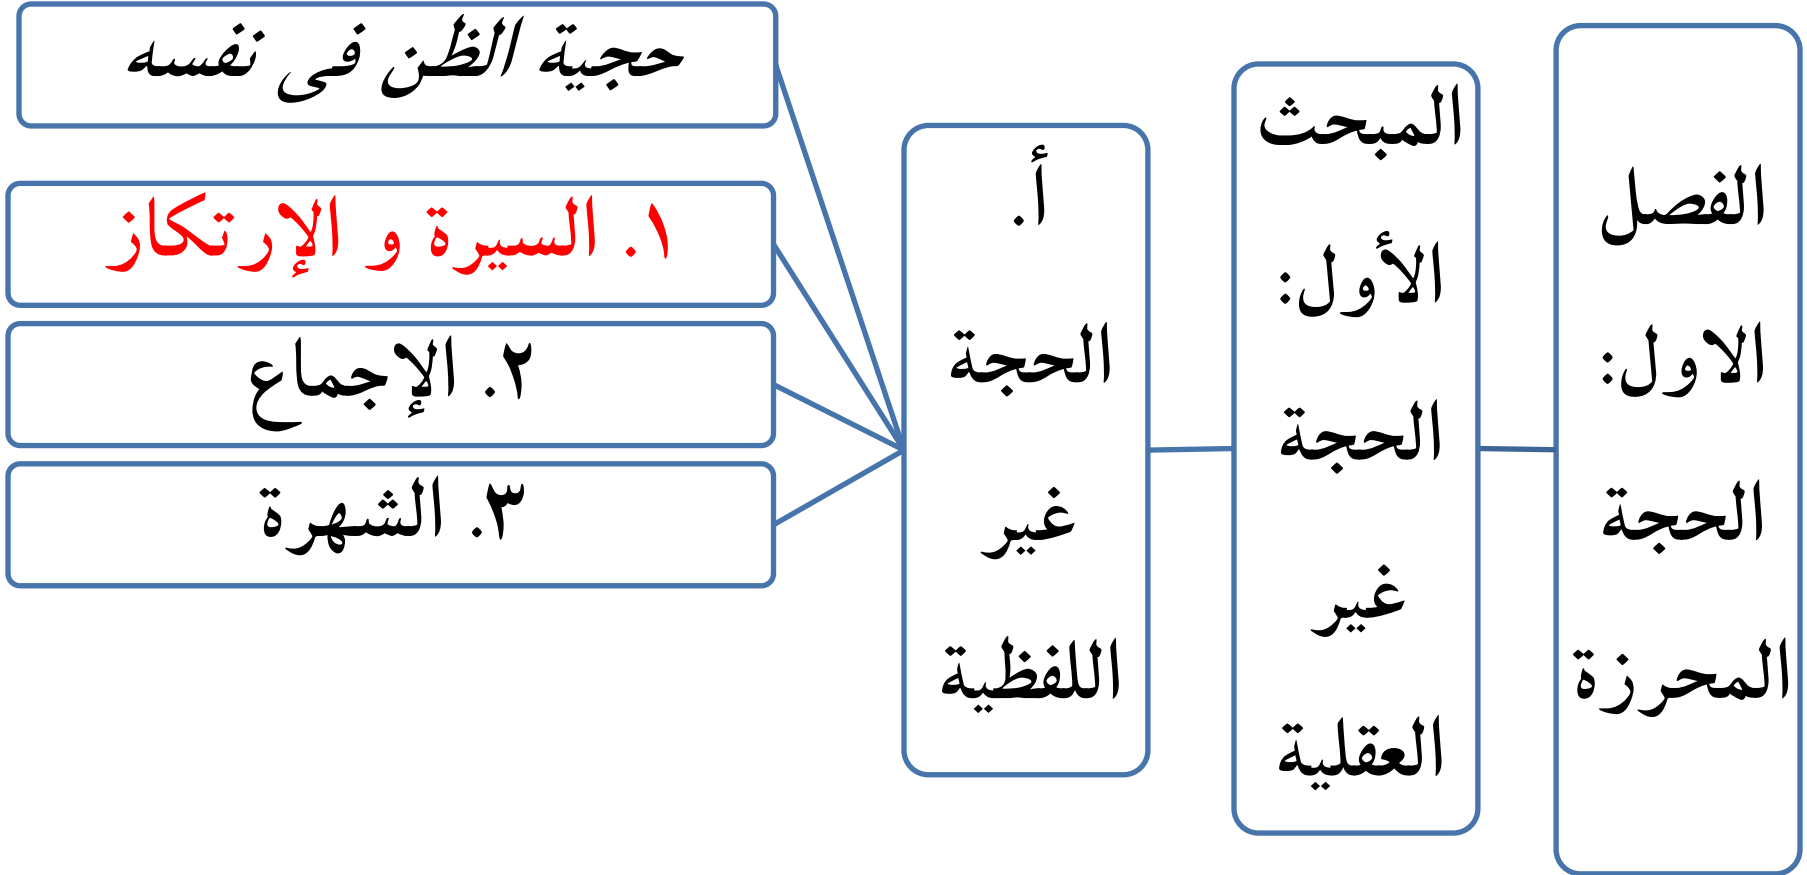 الفصل
الاول:
الحجة
المحرزة
المبحث
الأول:
الحجة
غير
العقلية
أ.
الحجة
غير
اللفظية
حجية الظن فى نفسه
١. السيرة و الإرتكاز
٢. الإجماع
٣. الشهرة